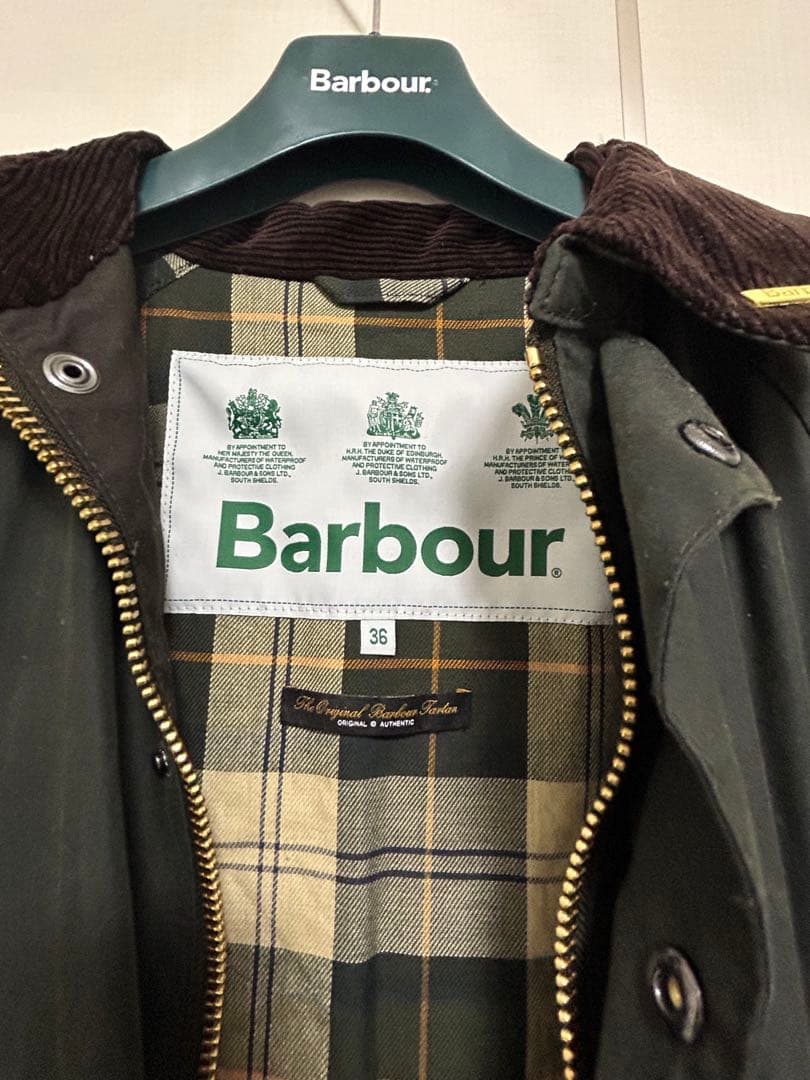 Barbour
BY APPOINTMENT TO
HER MAJESTY THE QUEEN,
MANUFACTURERS OF WATERPROOF
AND PROTECTIVE CLOTHING
J. BARBOUR & SONS LTD.,
SOUTH SHIELDS.
BY APPOINTMENT TO
H.R.H. THE DUKE OF EDINBURGH,
MANUFACTURERS OF WATERPROOF
AND PROTECTIVE CLOTHING
J. BARBOUR & SONS LTD.,
SOUTH SHIELDS.
BY APPOINTMENT TO
H.R.H. THE PRINCE OF
MANUFACTURERS OF WATER
AND PROTECTIVE
J. BARBOUR & SONS LTD.,
SOUTH SHIELDS.
Barbour®
36
The Original Barbour Tartan
ORIGINAL © AUTHENTIC